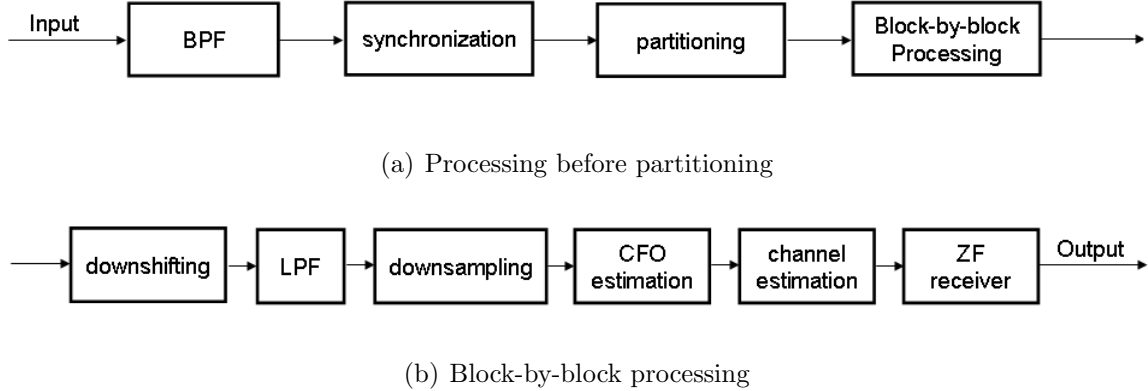 Input
BPF
synchronization
partitioning
Block-by-block
Processing
(a) Processing before partitioning
downshifting
LPF
downsampling
CFO
estimation
channel
estimation
ZF
receiver
Output
(b) Block-by-block processing